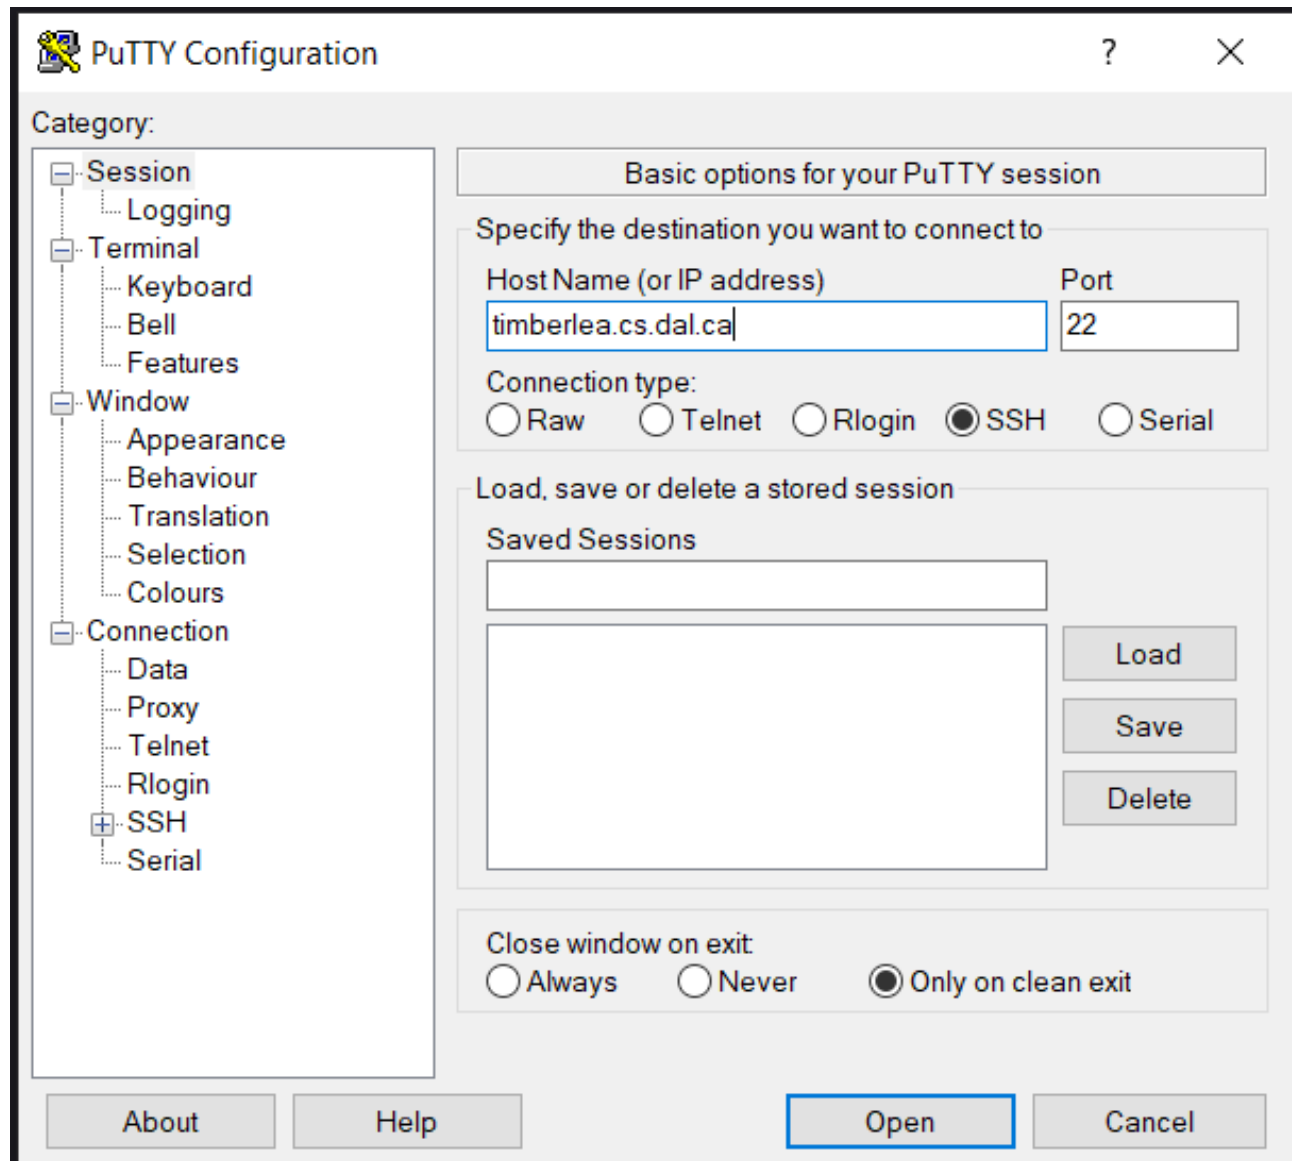 PuTTY Configuration ?
Category:
Session
Logging
Terminal
Keyboard
Bell
Features
Window
Appearance
Behaviour
Translation
Selection
Colours
Connection
Data
Proxy
Telnet
Rlogin
SSH
Serial
Basic options for your PuTTY session
Specify the destination you want to connect to
Host Name (or IP address) Port
timberlea.cs.dal.ca 22
Connection type:
Raw Telnet Rlogin SSH Serial
Load, save or delete a stored session
Saved Sessions
Load
Save
Delete
Close window on exit:
Always Never Only on clean exit
About Help Open Cancel